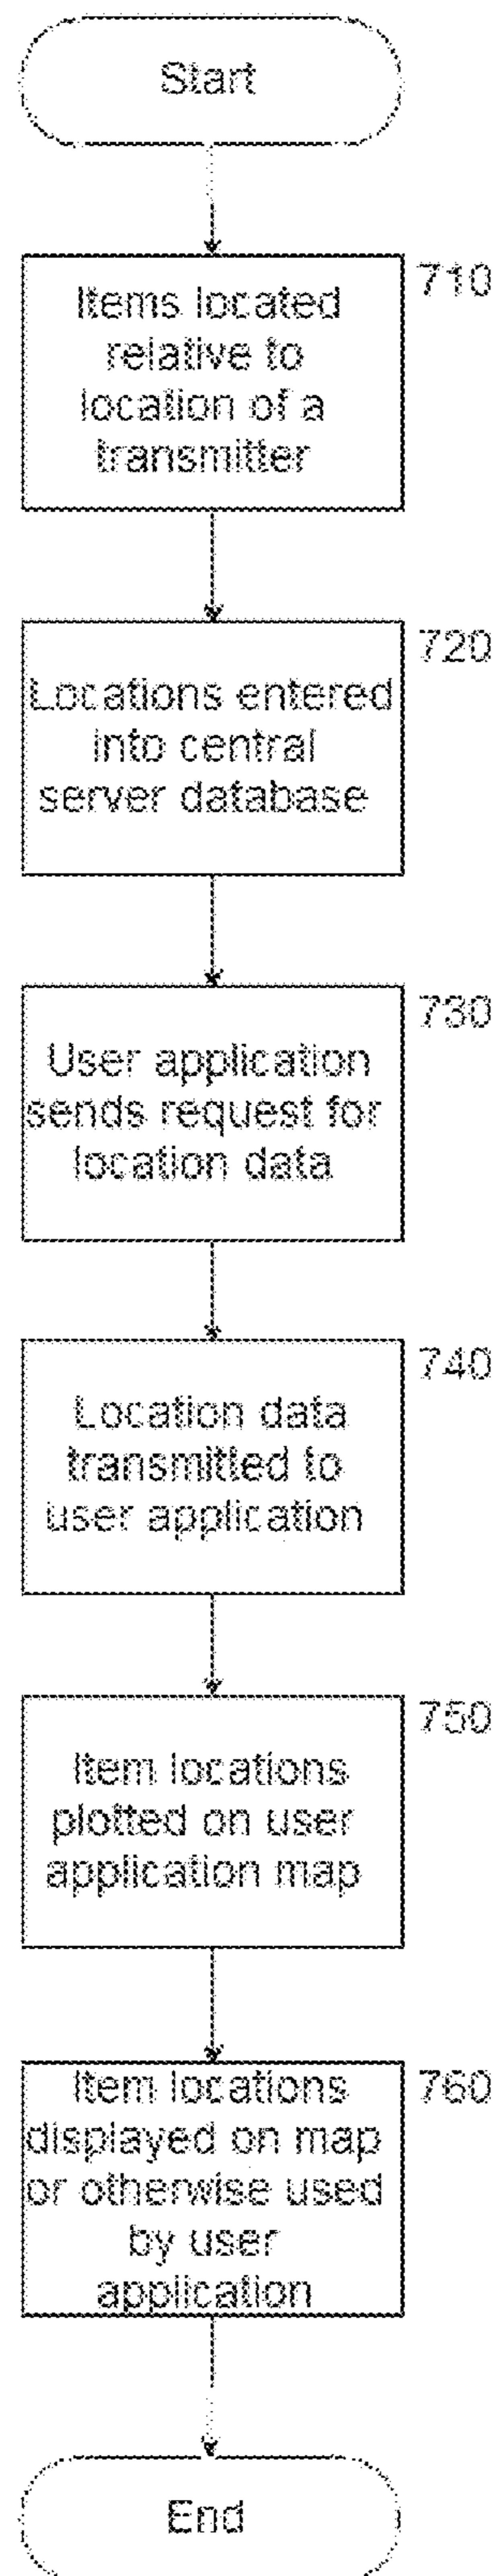 Start
710
Items located
relative to
location of a
transmitter
720
Locations entered
into central
server database
730
User application
sends request for
location data
740
Location data
transmitted to
user application
750
Item locations
plotted on user
application map
760
Item locations
displayed on map
or otherwise used
by user
application
End